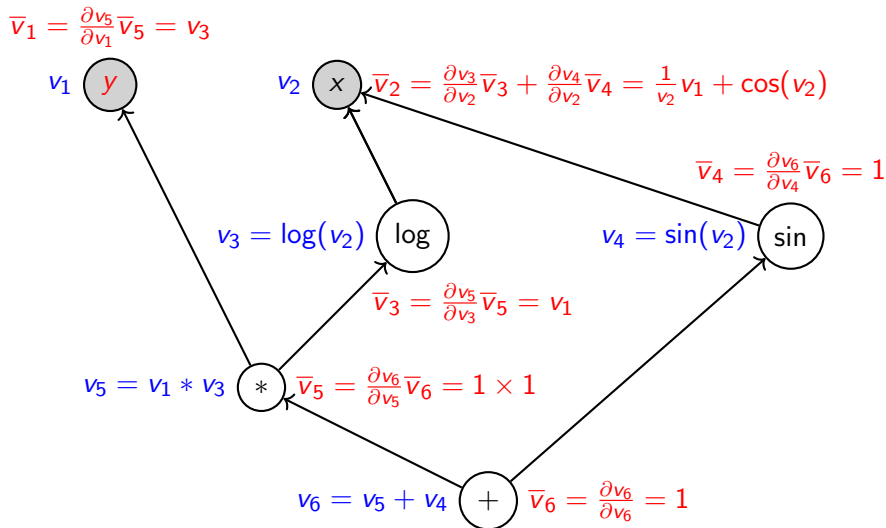 v̅₁ = ∂v₅/∂v₁ v̅₅ = v₃
v₁ y v₂ x v̅₂ = ∂v₃/∂v₂ v̅₃ + ∂v₄/∂v₂ v̅₄ = 1/v₂ v₁ + cos(v₂)
v̅₄ = ∂v₆/∂v₄ v̅₆ = 1
v₃ = log(v₂) log v₄ = sin(v₂) sin
v̅₃ = ∂v₅/∂v₃ v̅₅ = v₁
v₅ = v₁ * v₃ * v̅₅ = ∂v₆/∂v₅ v̅₆ = 1 × 1
v₆ = v₅ + v₄ + v̅₆ = ∂v₆/∂v₆ = 1